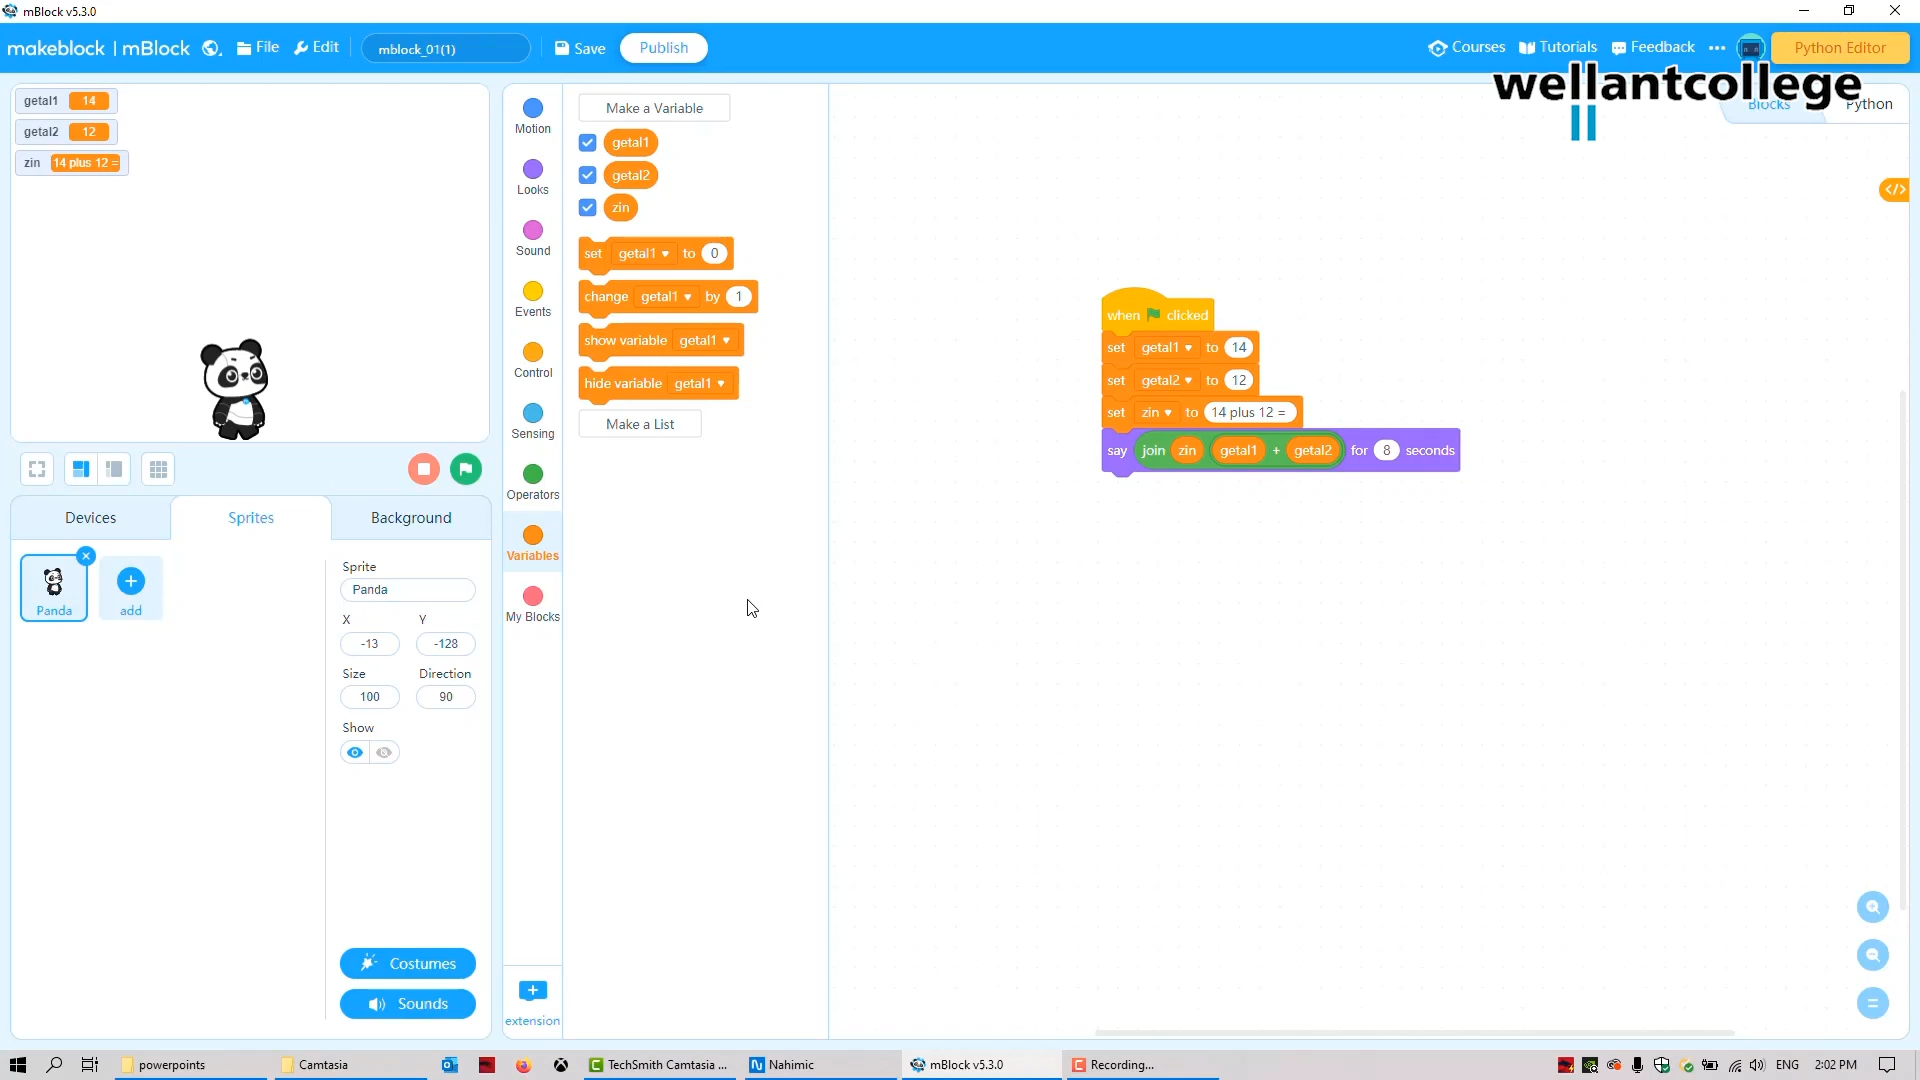 mBlock v5.3.0
makeblock | mBlock
File
Edit
mblock_01(1)
Save
Publish
Courses
Tutorials
Feedback
Python Editor
wellantcollege
Blocks
Python
getal1 14
getal2 12
zin 14 plus 12 =
Motion
Looks
Sound
Events
Control
Sensing
Operators
Variables
My Blocks
extension
Make a Variable
getal1
getal2
zin
set getal1 to 0
change getal1 by 1
show variable getal1
hide variable getal1
Make a List
when clicked
set getal1 to 14
set getal2 to 12
set zin to 14 plus 12 =
say join zin getal1 + getal2 for 8 seconds
Devices
Sprites
Background
Panda
add
Sprite
Panda
X Y
-13 -128
Size Direction
100 90
Show
Costumes
Sounds
powerpoints
Camtasia
TechSmith Camtasia ...
Nahimic
mBlock v5.3.0
Recording...
ENG
2:02 PM